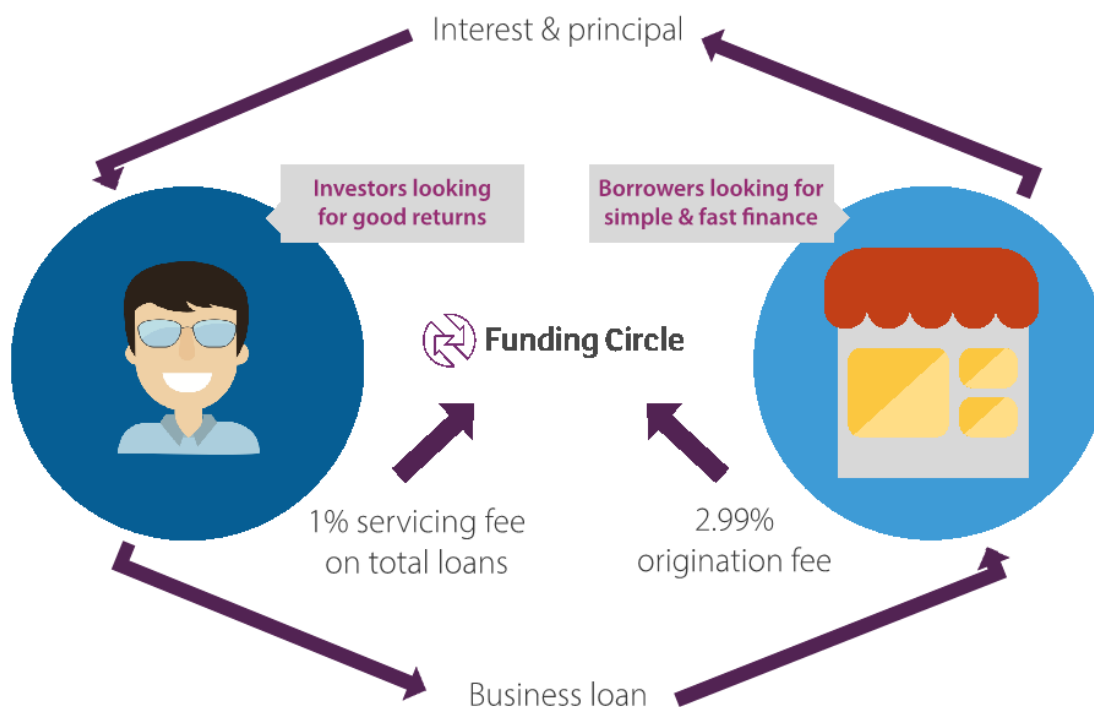 Interest & principal
Investors looking
for good returns
Borrowers looking for
simple & fast finance
Funding Circle
1% servicing fee
on total loans
2.99%
origination fee
Business loan